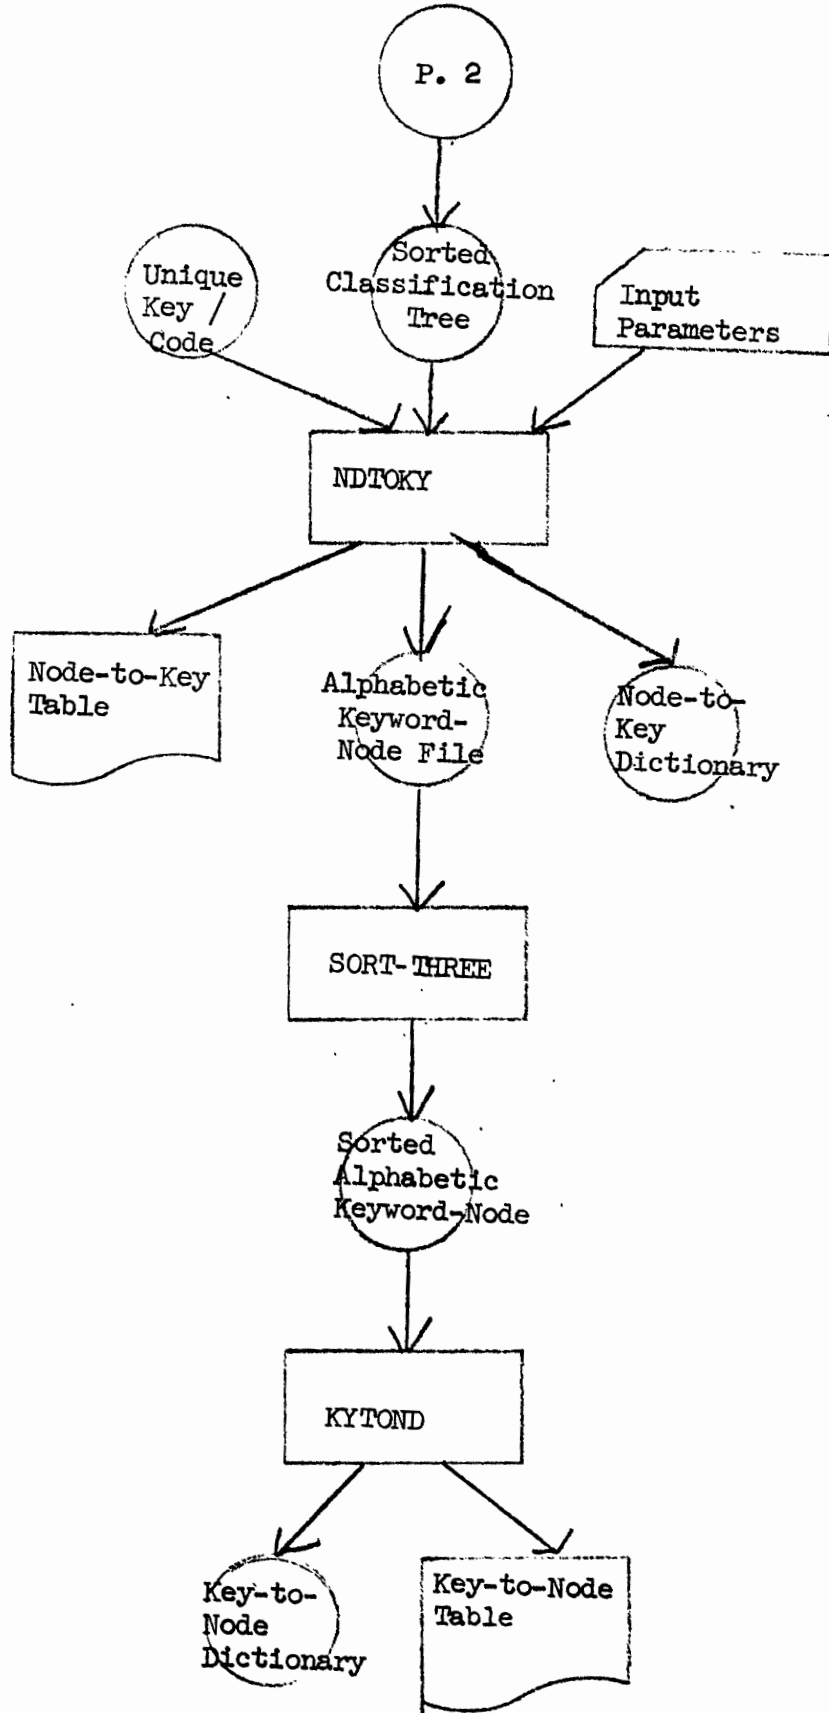 P. 2
Sorted
Classification
Tree
Unique
Key /
Code
Input
Parameters
NDTOKY
Node-to-Key
Table
Alphabetic
Keyword-
Node File
Node-to-
Key
Dictionary
SORT-THREE
Sorted
Alphabetic
Keyword-Node
KYTOND
Key-to-
Node
Dictionary
Key-to-Node
Table